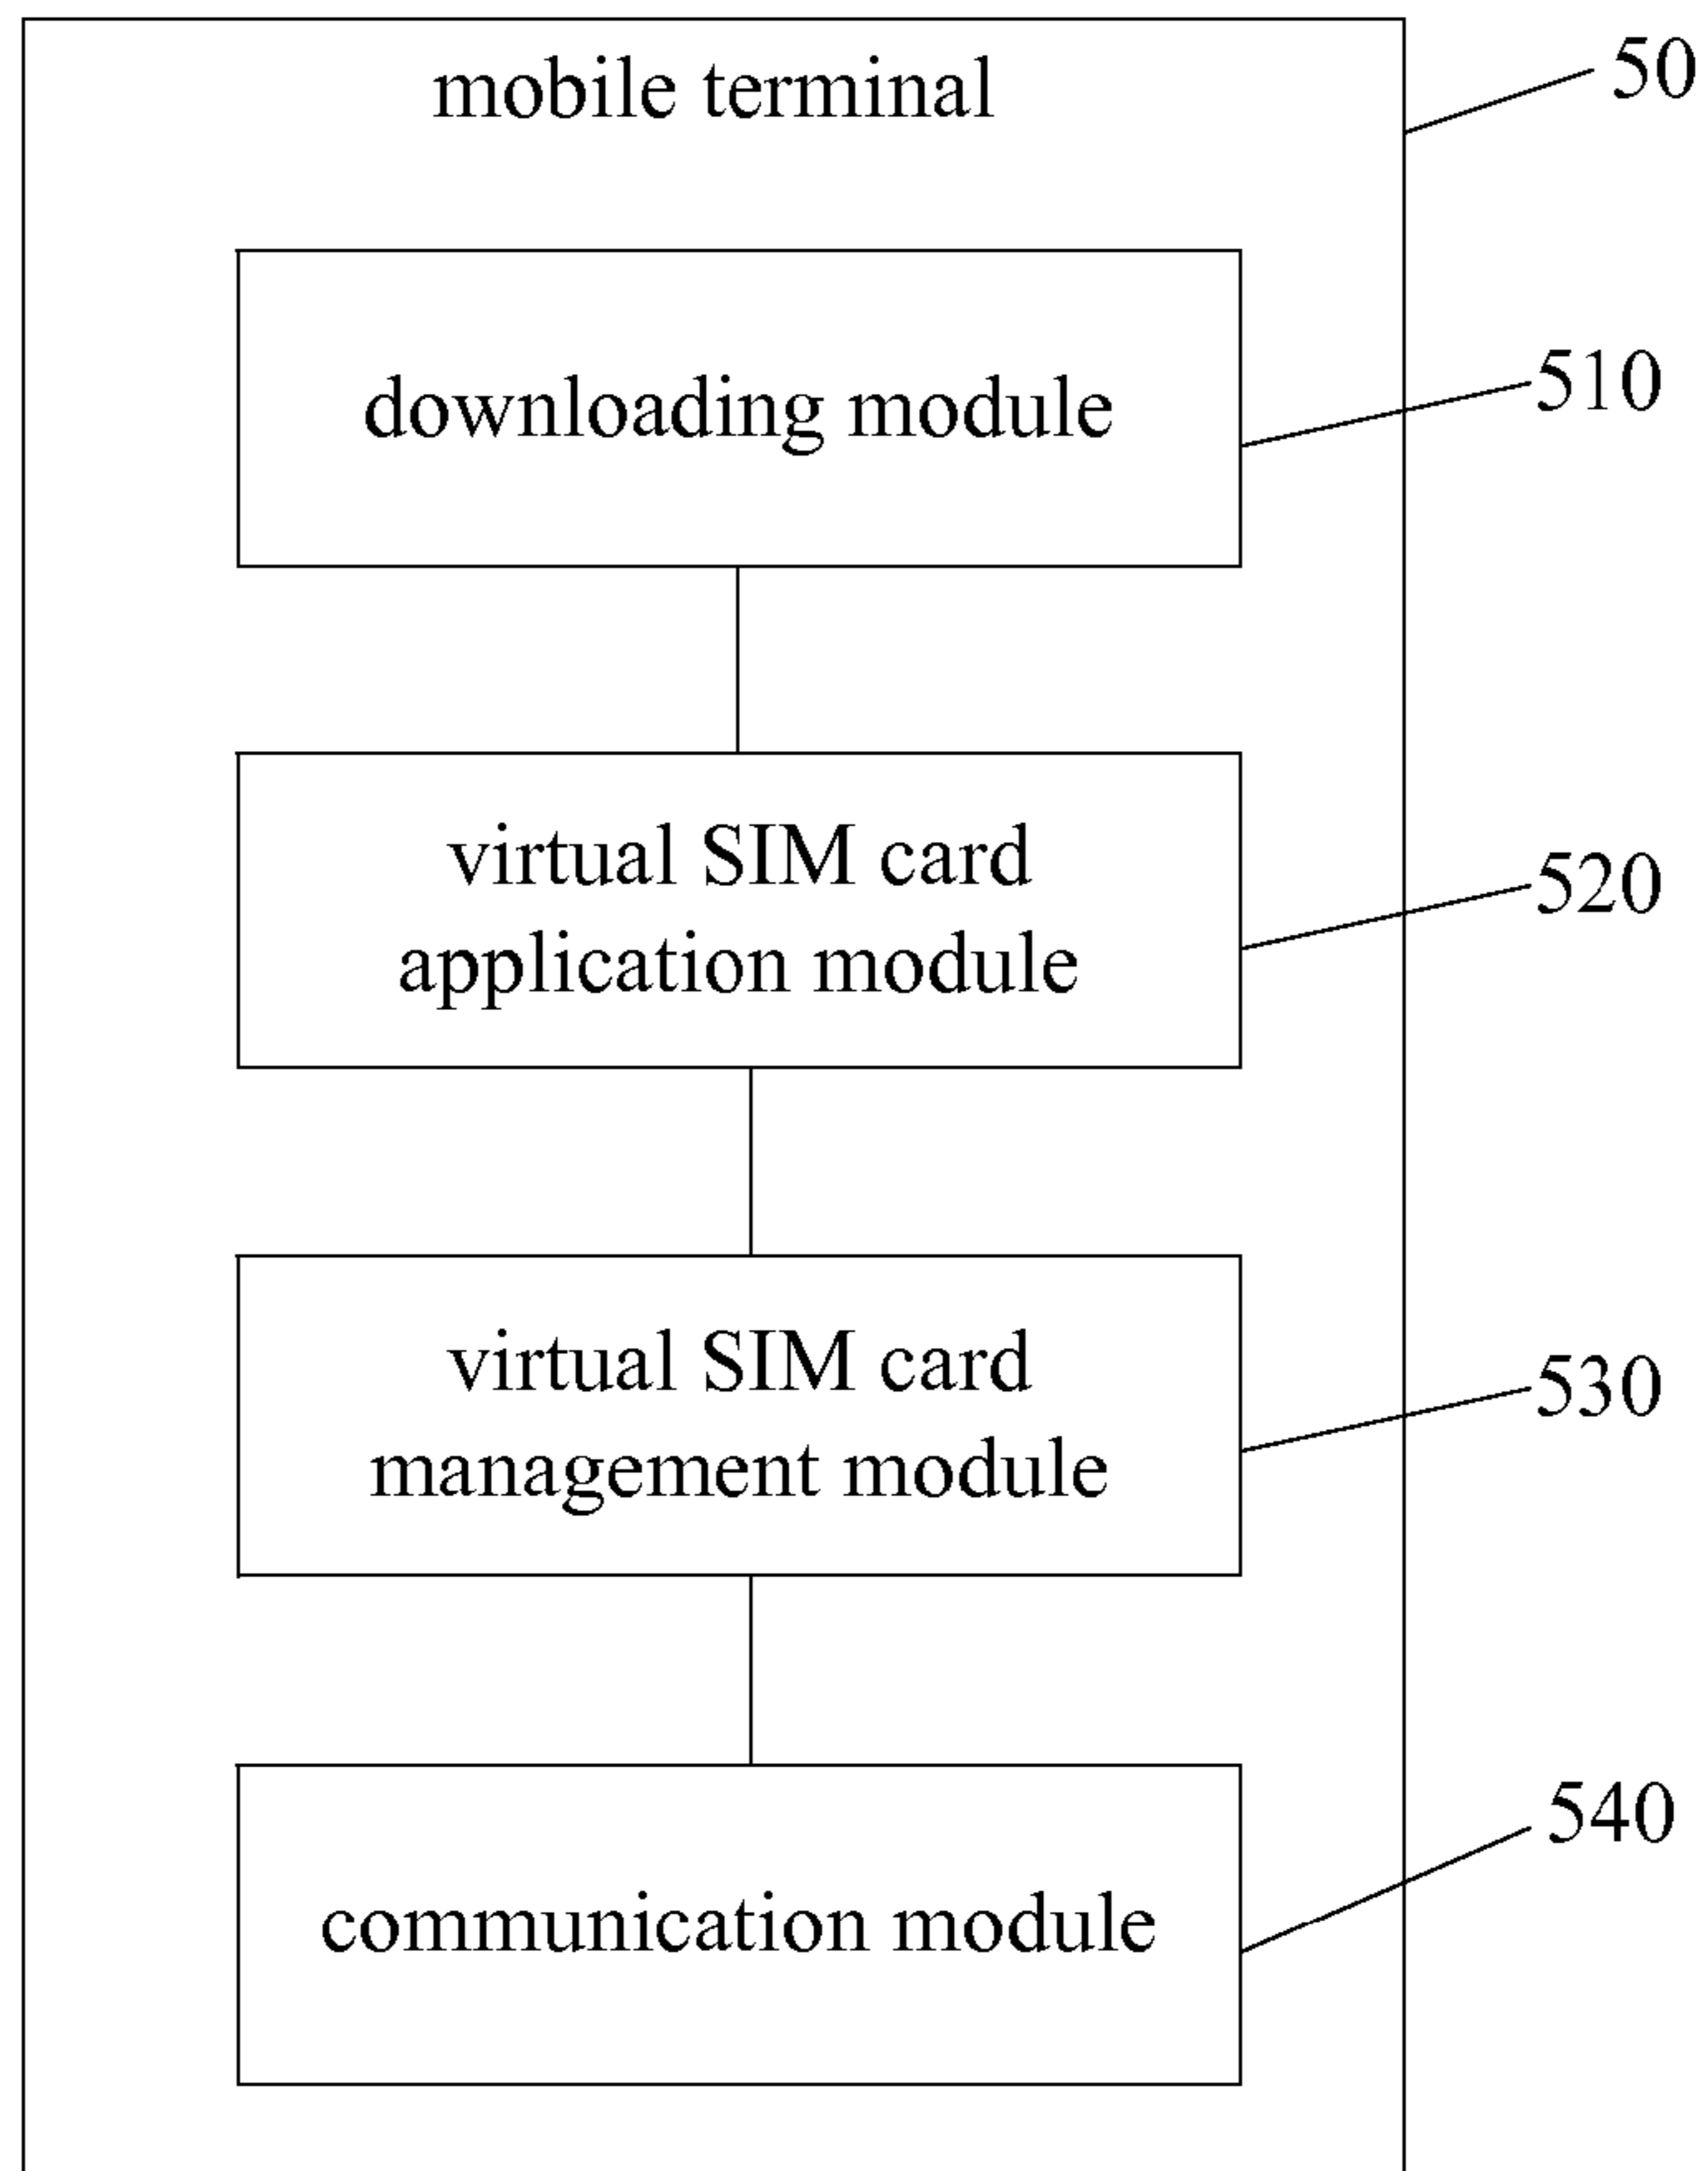 mobile terminal
50
downloading module
510
virtual SIM card
application module
520
virtual SIM card
management module
530
communication module
540